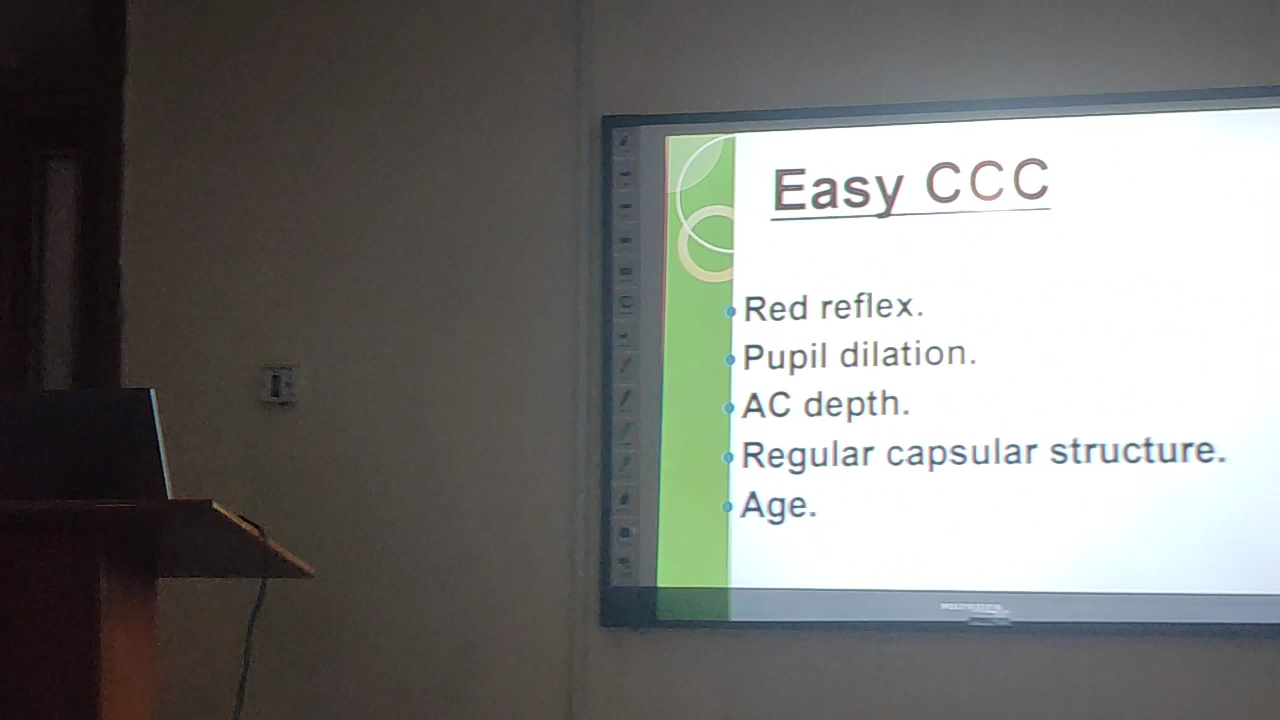 Easy CCC
Red reflex.
Pupil dilation.
AC depth.
Regular capsular structure.
Age.